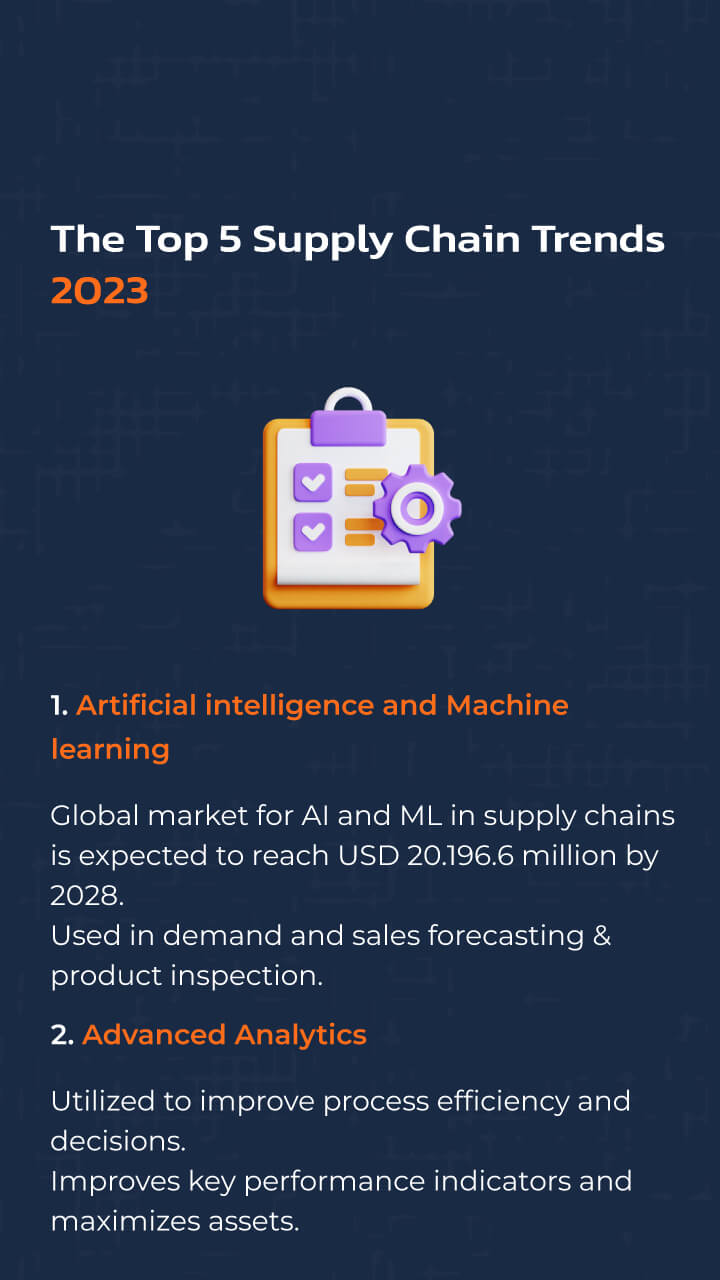 The Top 5 Supply Chain Trends
2023
1. Artificial intelligence and Machine
learning
Global market for AI and ML in supply chains
is expected to reach USD 20.196.6 million by
2028.
Used in demand and sales forecasting &
product inspection.
2. Advanced Analytics
Utilized to improve process efficiency and
decisions.
Improves key performance indicators and
maximizes assets.